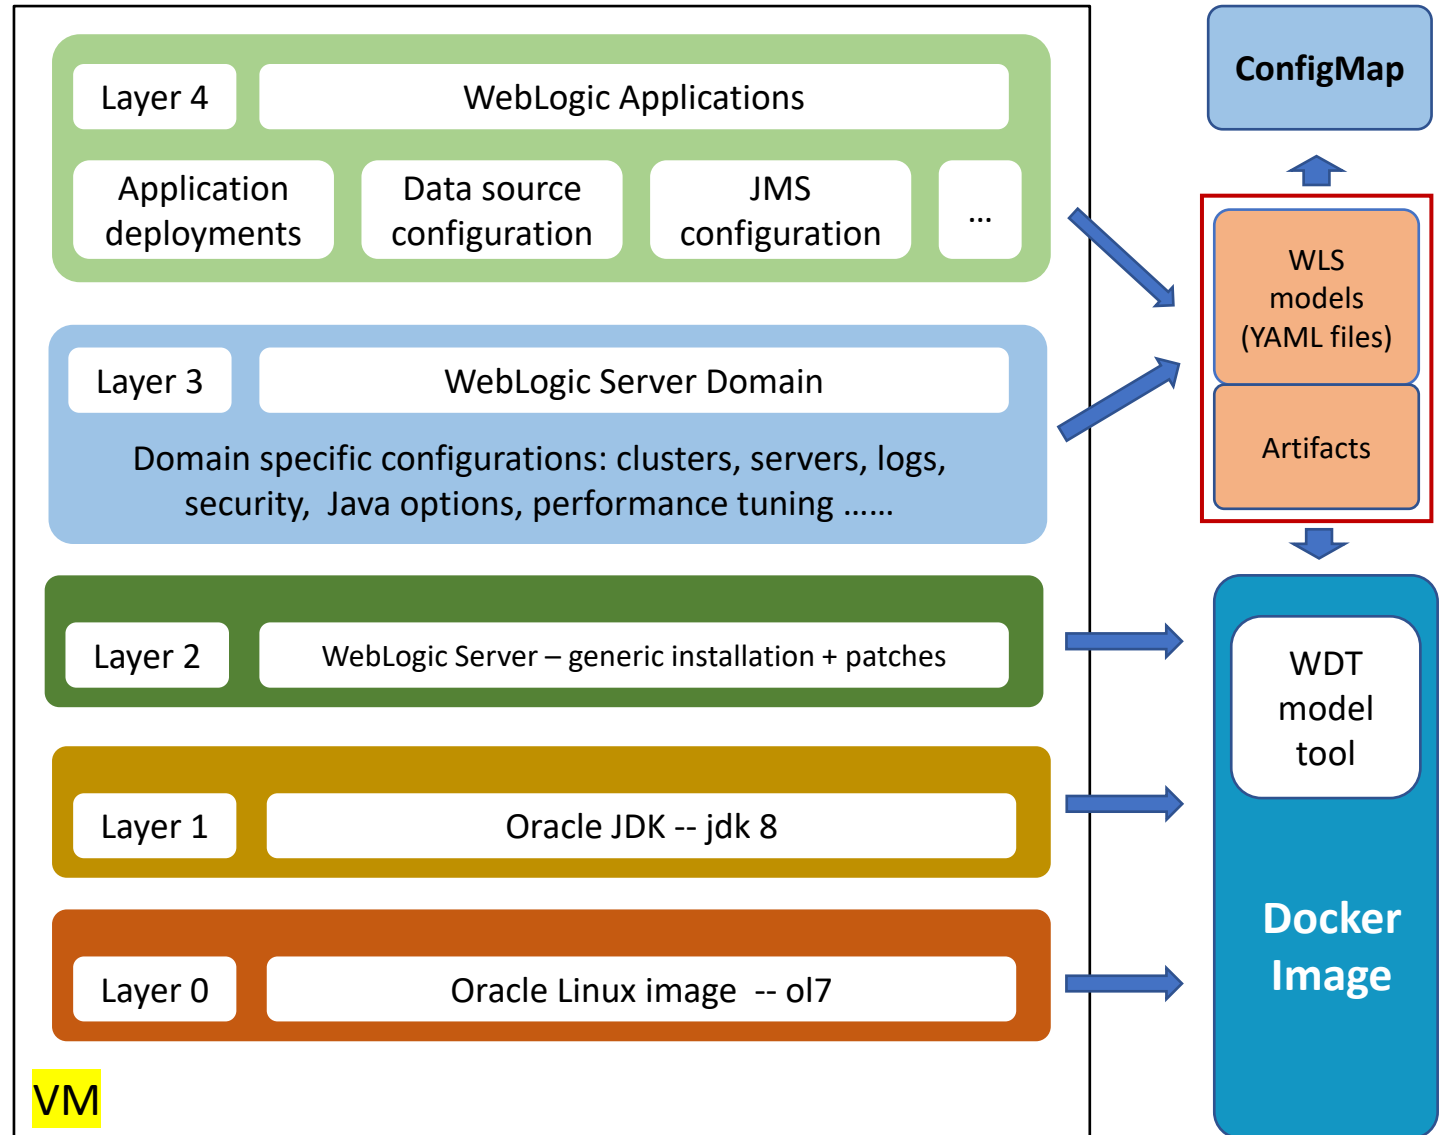 Layer 4
WebLogic Applications
Application
deployments
Data source
configuration
JMS
configuration
...
Layer 3
WebLogic Server Domain
Domain specific configurations: clusters, servers, logs,
security,  Java options, performance tuning ……
Layer 2
WebLogic Server – generic installation + patches
Layer 1
Oracle JDK -- jdk 8
Layer 0
Oracle Linux image  -- ol7
VM
ConfigMap
WLS
models
(YAML files)
Artifacts
WDT
model
tool
Docker
Image